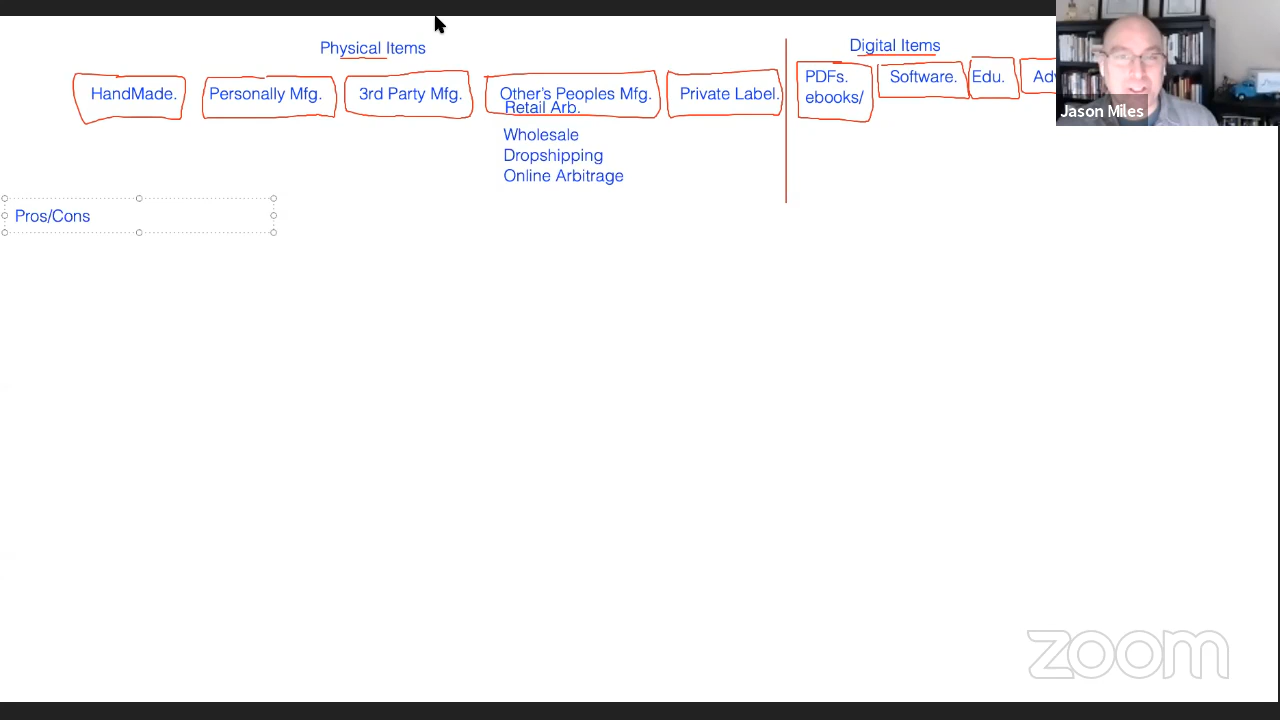 Physical Items
Digital Items
HandMade.
Personally Mfg.
3rd Party Mfg.
Other's Peoples Mfg.
Retail Arb.
Wholesale
Dropshipping
Online Arbitrage
Private Label.
PDFs.
ebooks/
Software.
Edu.
Jason Miles
Pros/Cons
zoom